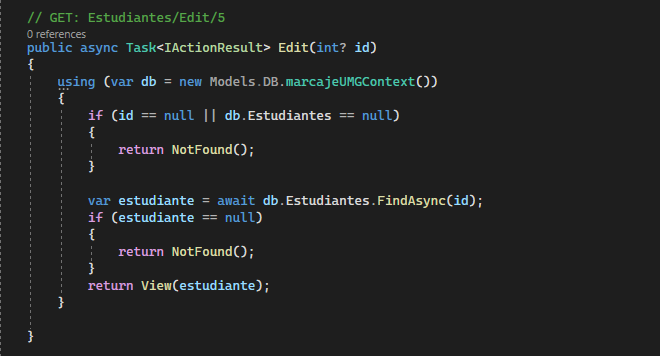 // GET: Estudiantes/Edit/5
0 references
public async Task<IActionResult> Edit(int? id)
{
using (var db = new Models.DB.marcajeUMGContext())
{
if (id == null || db.Estudiantes == null)
{
return NotFound();
}
var estudiante = await db.Estudiantes.FindAsync(id);
if (estudiante == null)
{
return NotFound();
}
return View(estudiante);
}
}